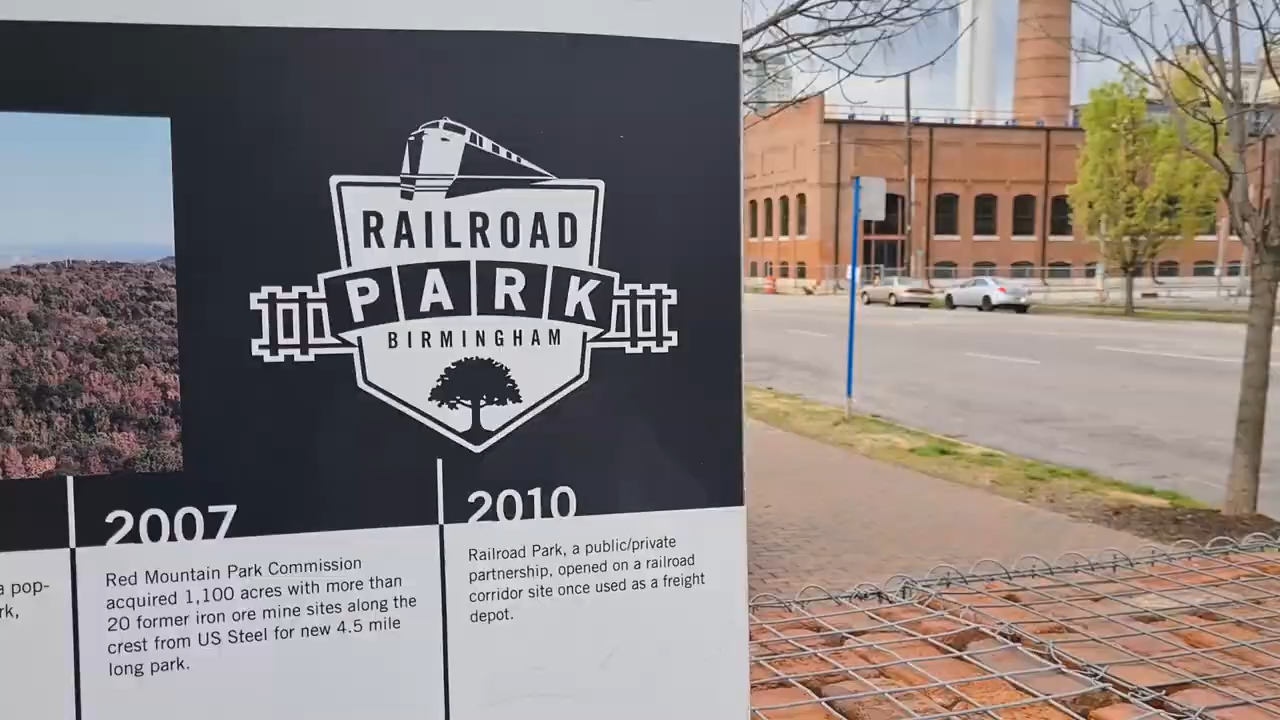 RAILROAD
PARK
BIRMINGHAM
a pop-
rk,
2007
Red Mountain Park Commission
acquired 1,100 acres with more than
20 former iron ore mine sites along the
crest from US Steel for new 4.5 mile
long park.
2010
Railroad Park, a public/private
partnership, opened on a railroad
corridor site once used as a freight
depot.